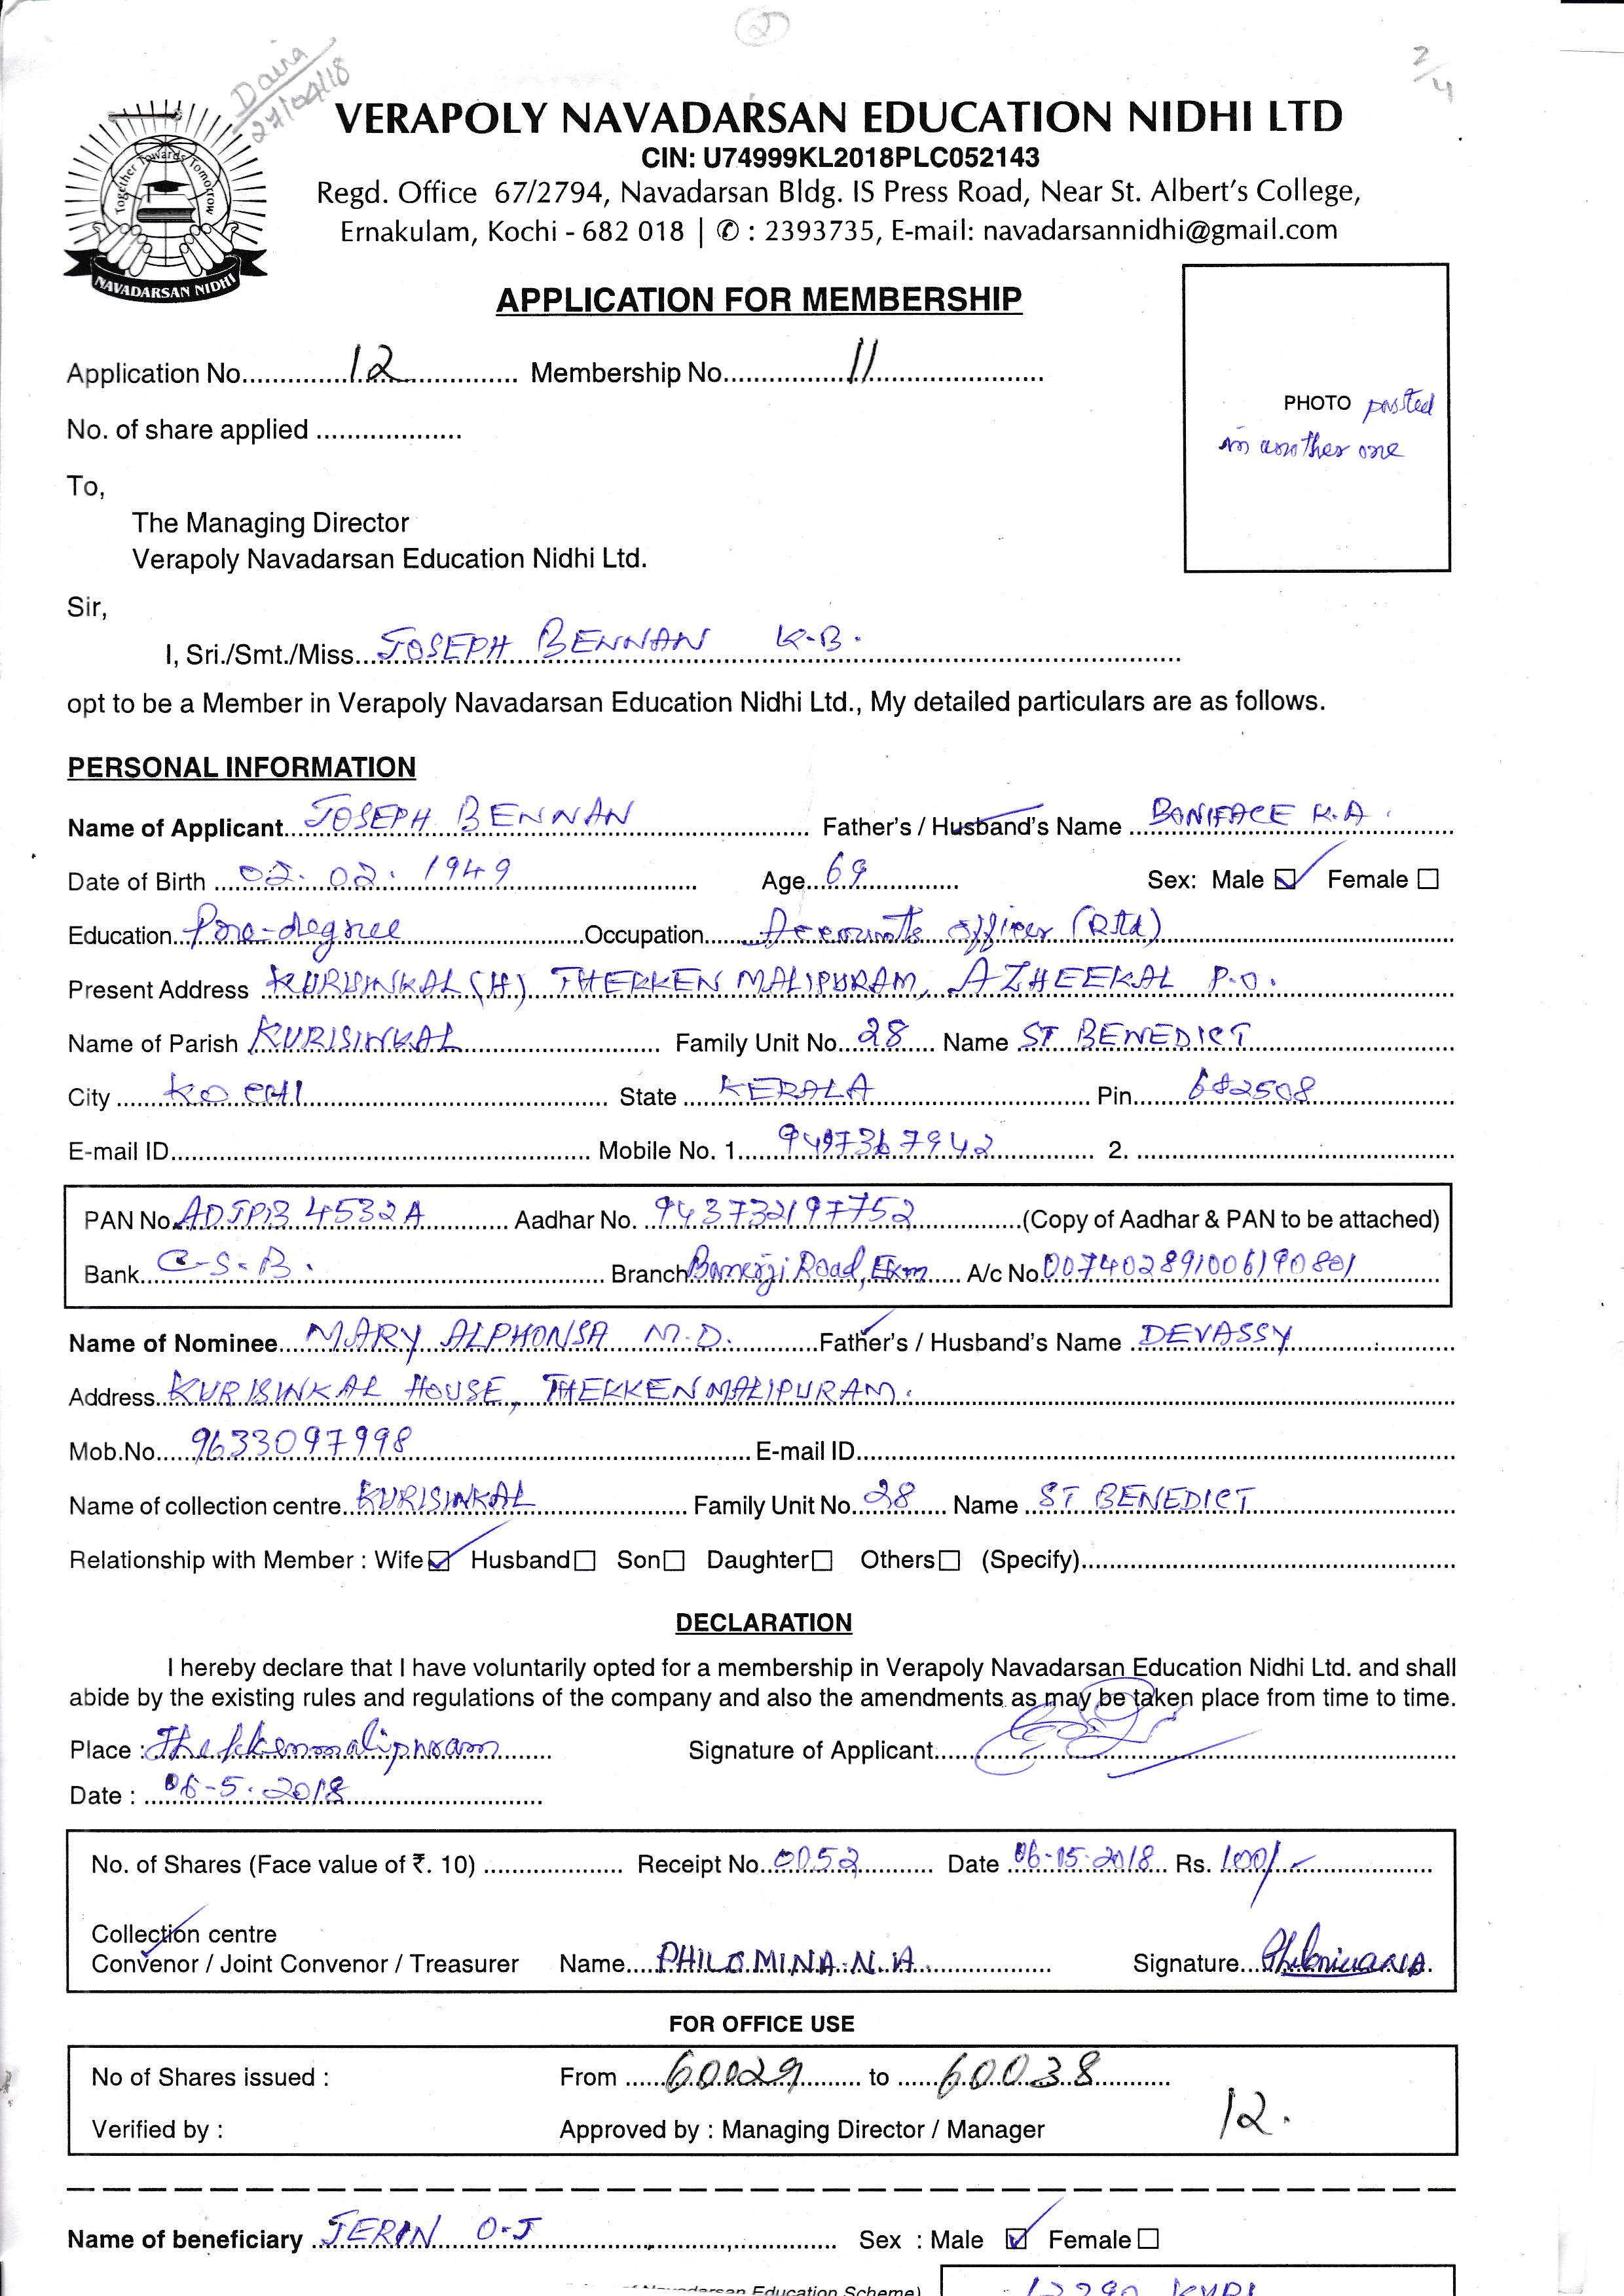 2
Daira
27/04/18
2/4
Together Towards Tomorrow
NAVADARSAN NIDHI
VERAPOLY NAVADARSAN EDUCATION NIDHI LTD
CIN: U74999KL2018PLC052143
Regd. Office 67/2794, Navadarsan Bldg. IS Press Road, Near St. Albert's College,
Ernakulam, Kochi - 682 018 | ✆ : 2393735, E-mail: navadarsannidhi@gmail.com
APPLICATION FOR MEMBERSHIP
Application No. 12 Membership No. 11
PHOTO pasted
in another one
No. of share applied
To,
The Managing Director
Verapoly Navadarsan Education Nidhi Ltd.
Sir,
I, Sri./Smt./Miss. JOSEPH BENNAN K.B.
opt to be a Member in Verapoly Navadarsan Education Nidhi Ltd., My detailed particulars are as follows.
PERSONAL INFORMATION
Name of Applicant JOSEPH BENNAN Father's / Husband's Name BONIFACE K.A.
Date of Birth 02.02.1949 Age 69 Sex: Male ☑ Female ☐
Education Pre-degree Occupation Accounts officer (Rtd)
Present Address KURISINKAL (H) THEKKEN MALIPURAM, AZHEEKAL P.O.
Name of Parish KURISINKAL Family Unit No. 28 Name ST BENEDICT
City KOCHI State KERALA Pin 682508
E-mail ID Mobile No. 1 9497367942 2.
PAN No. ADJPB 4532A Aadhar No. 943732197752 (Copy of Aadhar & PAN to be attached)
Bank C.S.B. Branch Banerji Road, Ekm A/c No 007402891006190801
Name of Nominee MARY ALPHONSA M.D. Father's / Husband's Name DEVASSY
Address KURISINKAL HOUSE, THEKKENMALIPURAM.
Mob.No. 9633097998 E-mail ID
Name of collection centre. KURISINKAL Family Unit No. 28 Name ST BENEDICT
Relationship with Member : Wife ☑ Husband ☐ Son ☐ Daughter ☐ Others ☐ (Specify)
DECLARATION
I hereby declare that I have voluntarily opted for a membership in Verapoly Navadarsan Education Nidhi Ltd. and shall
abide by the existing rules and regulations of the company and also the amendments as may be taken place from time to time.
Place : Thekkenmalipuram Signature of Applicant
Date : 06-5-2018
No. of Shares (Face value of ₹. 10) Receipt No. 0052 Date 06-05-2018 Rs. 100/-
Collection centre
Convenor / Joint Convenor / Treasurer Name PHILOMINA.N.A. Signature Philomina N.A.
FOR OFFICE USE
No of Shares issued : From 60029 to 60038
Verified by : Approved by : Managing Director / Manager 12.
Name of beneficiary JERIN O.J Sex : Male ☑ Female ☐
Navadarsan Education Scheme)